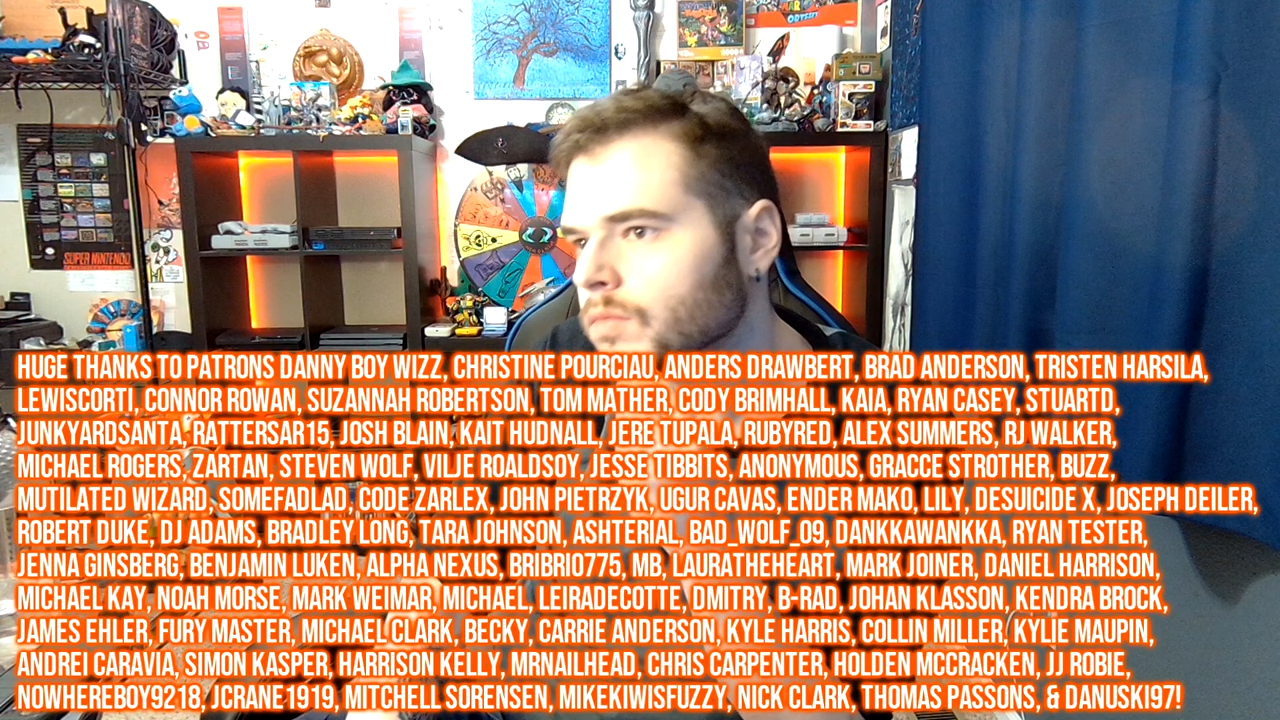 ODYSSEY
SUPER NINTENDO
HUGE THANKS TO PATRONS DANNY BOY WIZZ, CHRISTINE POURCIAU, ANDERS DRAWBERT, BRAD ANDERSON, TRISTEN HARSILA,
LEWISCORTI, CONNOR ROWAN, SUZANNAH ROBERTSON, TOM MATHER, CODY BRIMHALL, KAIA, RYAN CASEY, STUARTD,
JUNKYARDSANTA, RATTERSAR15, JOSH BLAIN, KAIT HUDNALL, JERE TUPALA, RUBYRED, ALEX SUMMERS, RJ WALKER,
MICHAEL ROGERS, ZARTAN, STEVEN WOLF, VILJE ROALDSOY, JESSE TIBBITS, ANONYMOUS, GRACCE STROTHER, BUZZ,
MUTILATED WIZARD, SOMEFADLAD, CODE ZARLEX, JOHN PIETRZYK, UGUR CAVAS, ENDER MAKO, LILY, DESUICIDE X, JOSEPH DEILER,
ROBERT DUKE, DJ ADAMS, BRADLEY LONG, TARA JOHNSON, ASHTERIAL, BAD_WOLF_09, DANKKAWANKKA, RYAN TESTER,
JENNA GINSBERG, BENJAMIN LUKEN, ALPHA NEXUS, BRIBRI0775, MB, LAURATHEHEART, MARK JOINER, DANIEL HARRISON,
MICHAEL KAY, NOAH MORSE, MARK WEIMAR, MICHAEL, LEIRADECOTTE, DMITRY, B-RAD, JOHAN KLASSON, KENDRA BROCK,
JAMES EHLER, FURY MASTER, MICHAEL CLARK, BECKY, CARRIE ANDERSON, KYLE HARRIS, COLLIN MILLER, KYLIE MAUPIN,
ANDREI CARAVIA, SIMON KASPER, HARRISON KELLY, MRNAILHEAD, CHRIS CARPENTER, HOLDEN MCCRACKEN, JJ ROBIE,
NOWHEREBOY9218, JCRANE1919, MITCHELL SORENSEN, MIKEKIWISFUZZY, NICK CLARK, THOMAS PASSONS, & DANUSKI97!